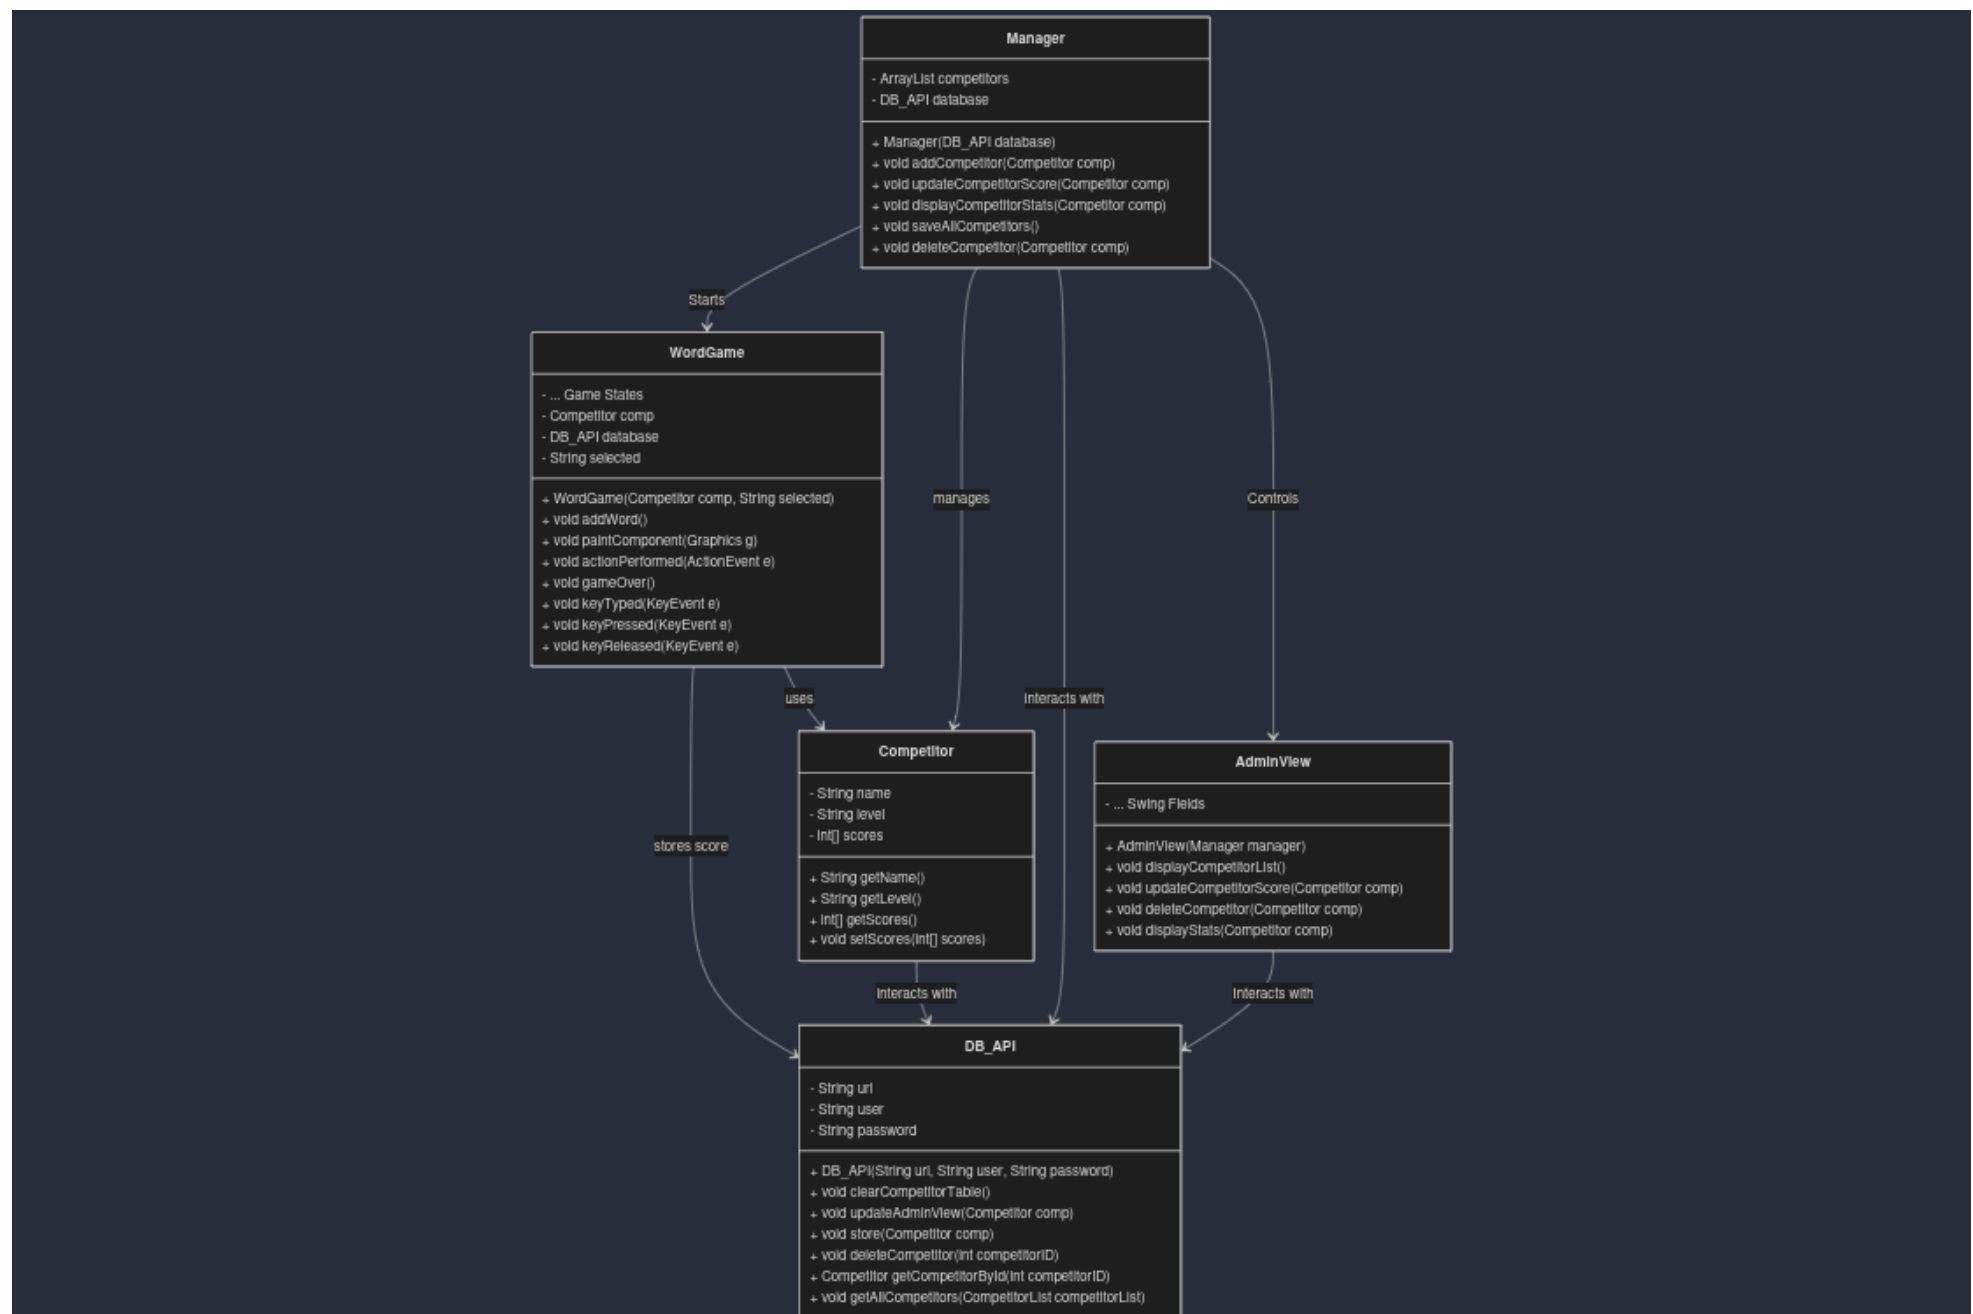 Manager
- ArrayList competitors
- DB_API database
+ Manager(DB_API database)
+ void addCompetitor(Competitor comp)
+ void updateCompetitorScore(Competitor comp)
+ void displayCompetitorStats(Competitor comp)
+ void saveAllCompetitors()
+ void deleteCompetitor(Competitor comp)
Starts
WordGame
- ... Game States
- Competitor comp
- DB_API database
- String selected
+ WordGame(Competitor comp, String selected)
+ void addWord()
+ void paintComponent(Graphics g)
+ void actionPerformed(ActionEvent e)
+ void gameOver()
+ void keyTyped(KeyEvent e)
+ void keyPressed(KeyEvent e)
+ void keyReleased(KeyEvent e)
manages
Controls
uses
Interacts with
Competitor
- String name
- String level
- int[] scores
+ String getName()
+ String getLevel()
+ int[] getScores()
+ void setScores(int[] scores)
AdminView
- ... Swing Fields
+ AdminView(Manager manager)
+ void displayCompetitorList()
+ void updateCompetitorScore(Competitor comp)
+ void deleteCompetitor(Competitor comp)
+ void displayStats(Competitor comp)
stores score
Interacts with
Interacts with
DB_API
- String url
- String user
- String password
+ DB_API(String url, String user, String password)
+ void clearCompetitorTable()
+ void updateAdminView(Competitor comp)
+ void store(Competitor comp)
+ void deleteCompetitor(int competitorID)
+ Competitor getCompetitorById(int competitorID)
+ void getAllCompetitors(CompetitorList competitorList)